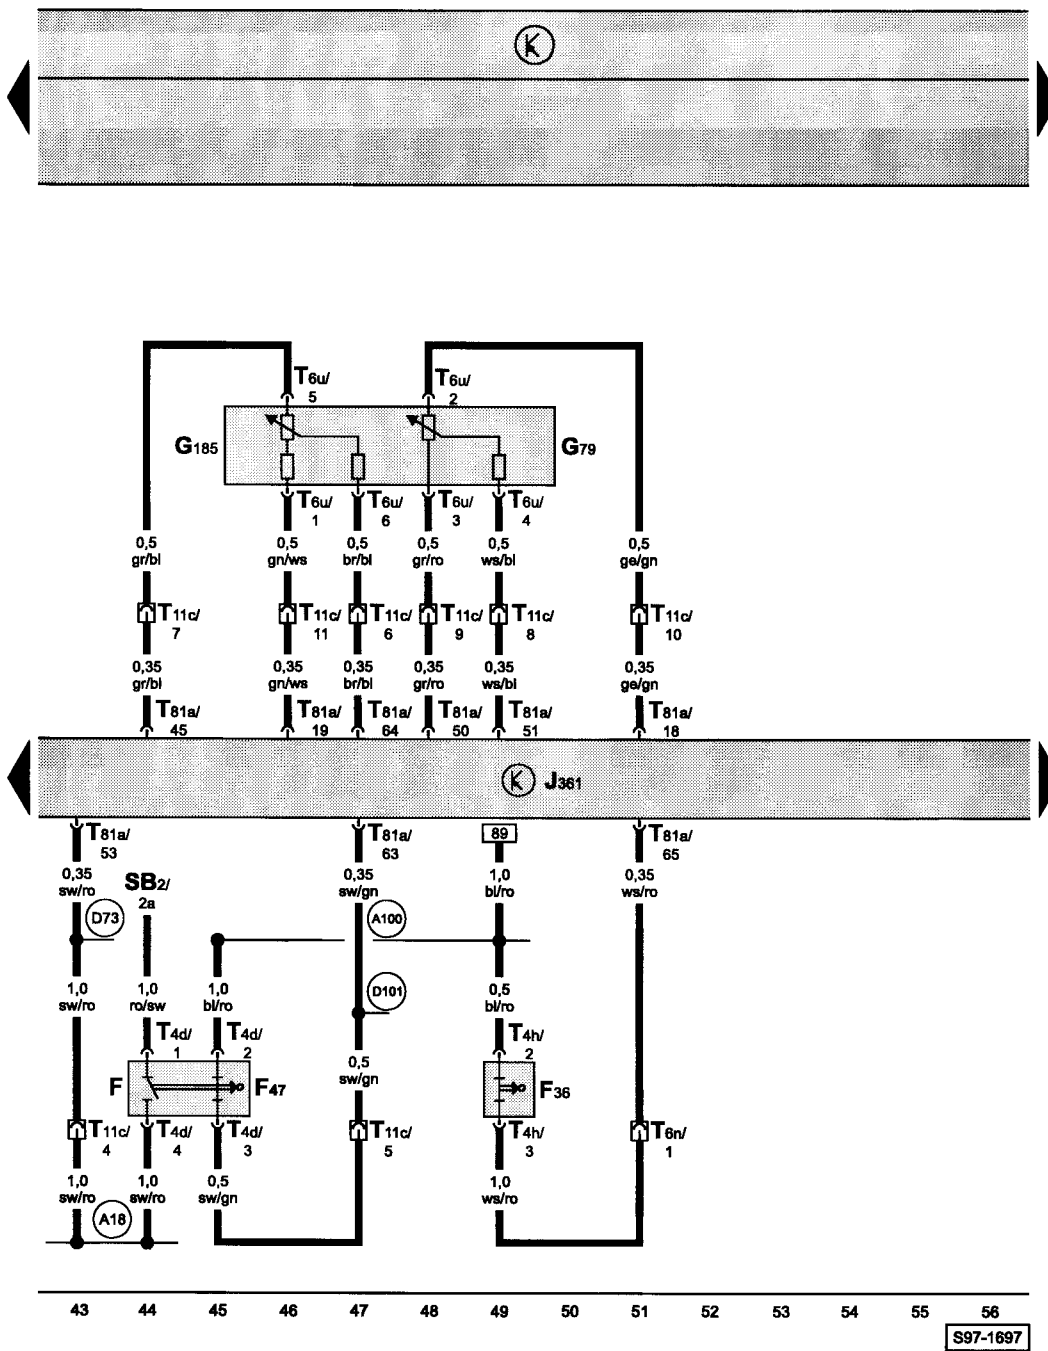 K
T6u/ T6u/
5 2
G185 G79
T6u/ T6u/ T6u/ T6u/
1 6 3 4
0,5 0,5 0,5 0,5 0,5 0,5
gr/bl gn/ws br/bl gr/ro ws/bl ge/gn
T11c/ T11c/ T11c/ T11c/ T11c/ T11c/
7 11 6 9 8 10
0,35 0,35 0,35 0,35 0,35 0,35
gr/bl gn/ws br/bl gr/ro ws/bl ge/gn
T81a/ T81a/ T81a/ T81a/ T81a/ T81a/
45 19 64 50 51 18
K J361
T81a/ T81a/ 89 T81a/
53 63 65
0,35 SB2/ 0,35 1,0 0,35
sw/ro 2a sw/gn bl/ro ws/ro
D73 A100
1,0 1,0 1,0 D101 0,5
sw/ro ro/sw bl/ro bl/ro
T4d/ T4d/ T4h/
1 2 2
0,5
sw/gn
F F47 F36
T11c/ T4d/ T4d/ T11c/ T4h/ T6n/
4 4 3 5 3 1
1,0 1,0 0,5 1,0
sw/ro sw/ro sw/gn ws/ro
A18
43 44 45 46 47 48 49 50 51 52 53 54 55 56
S97-1697